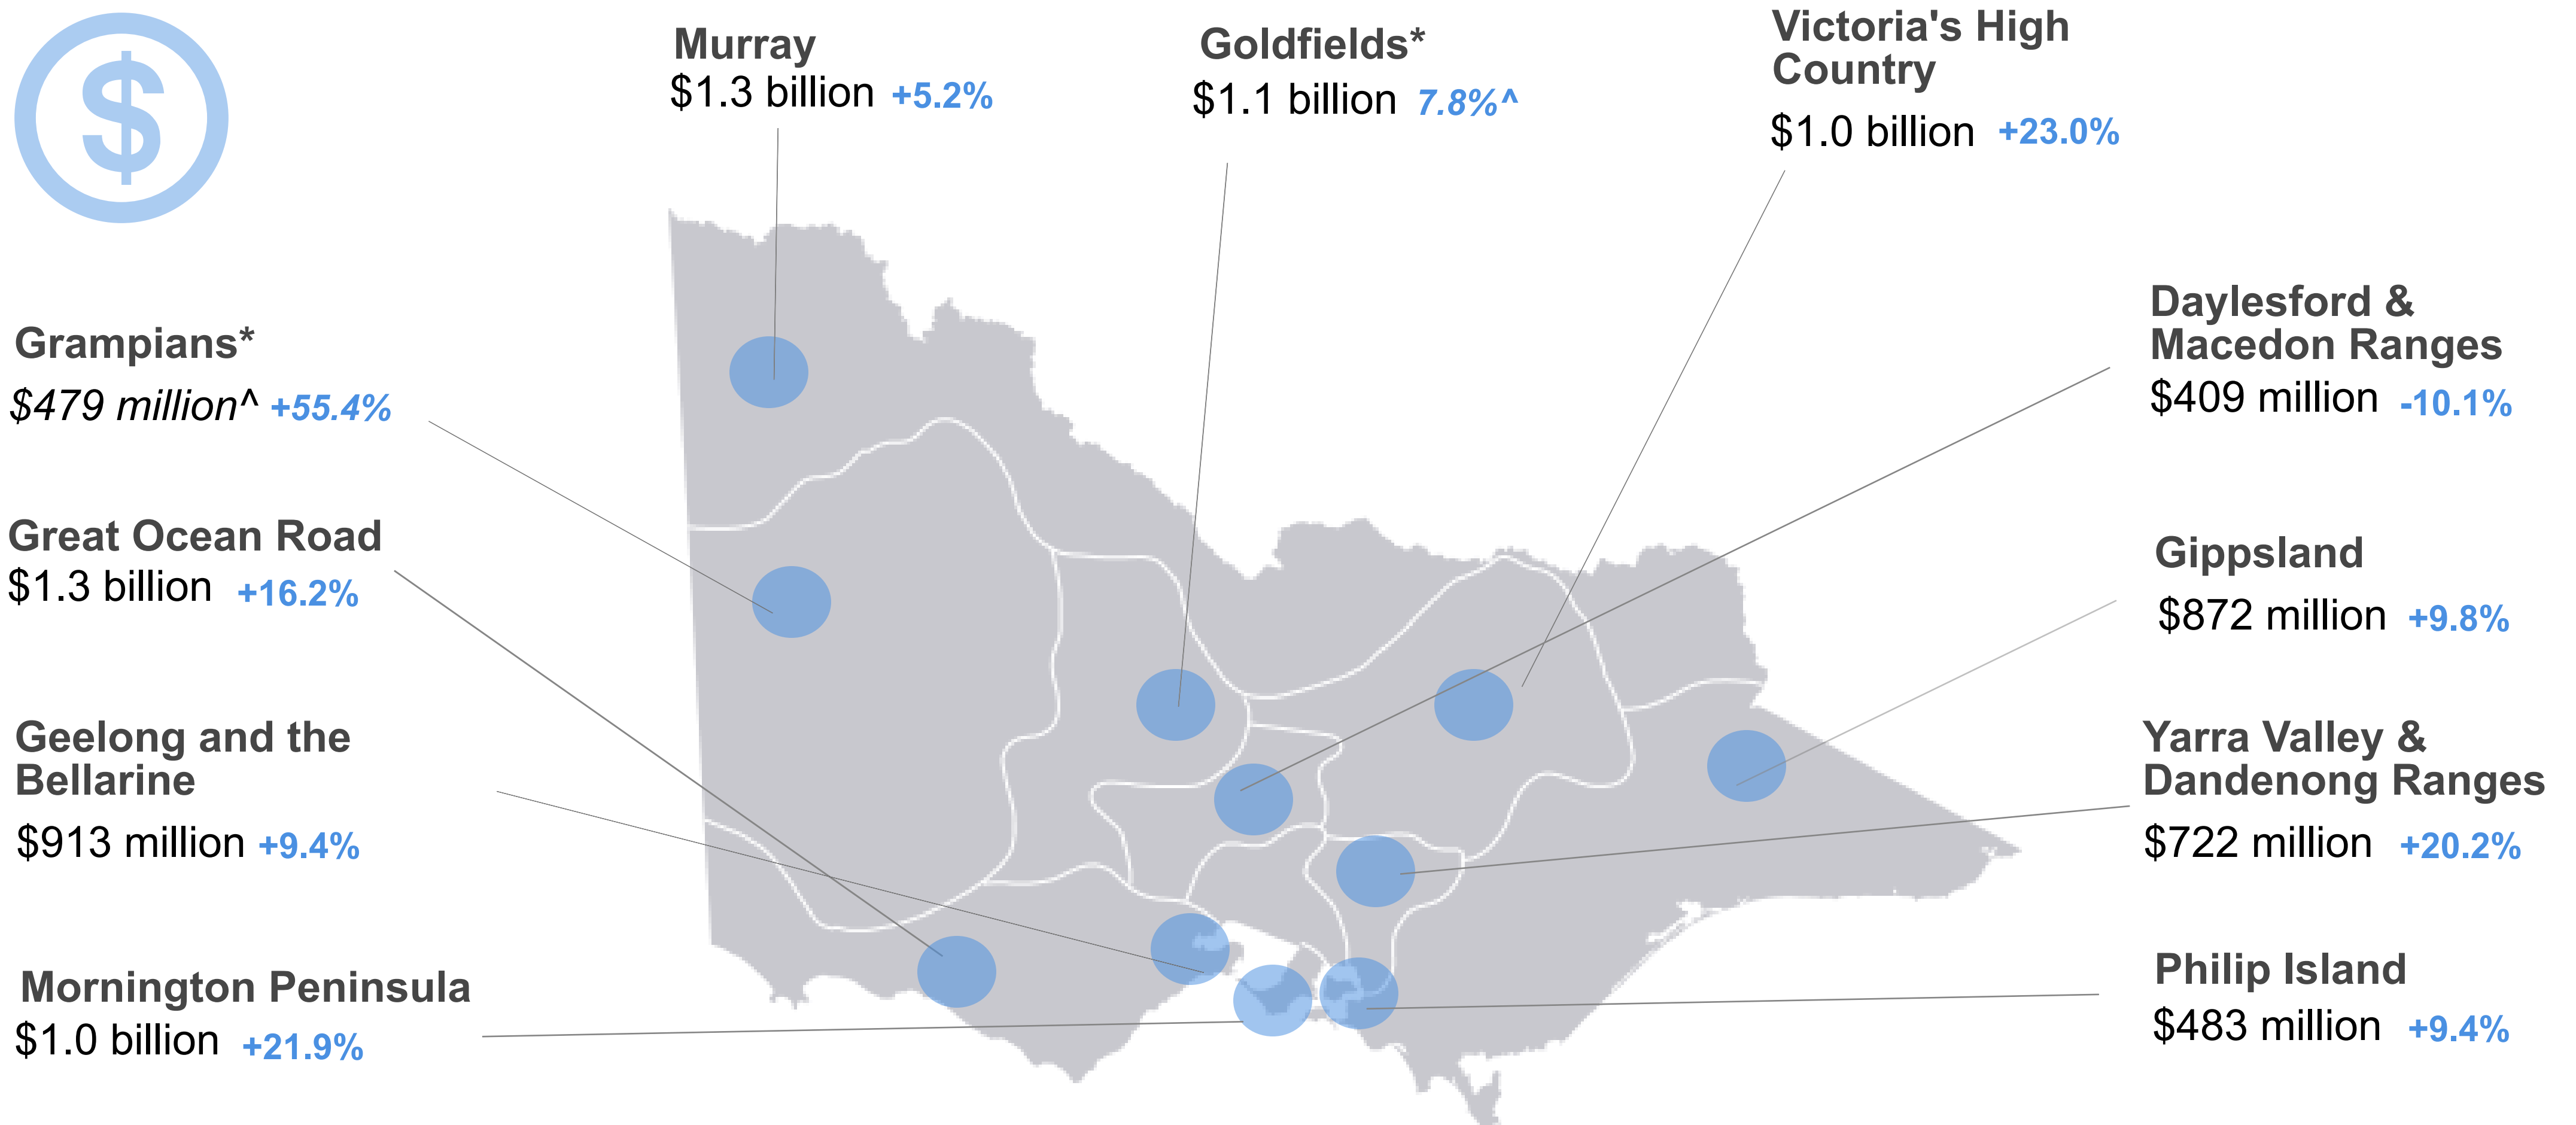 $
Murray
$1.3 billion +5.2%
Goldfields*
$1.1 billion 7.8%^
Victoria's High
Country
$1.0 billion +23.0%
Grampians*
$479 million^ +55.4%
Great Ocean Road
$1.3 billion +16.2%
Geelong and the
Bellarine
$913 million +9.4%
Mornington Peninsula
$1.0 billion +21.9%
Daylesford &
Macedon Ranges
$409 million -10.1%
Gippsland
$872 million +9.8%
Yarra Valley &
Dandenong Ranges
$722 million +20.2%
Philip Island
$483 million +9.4%